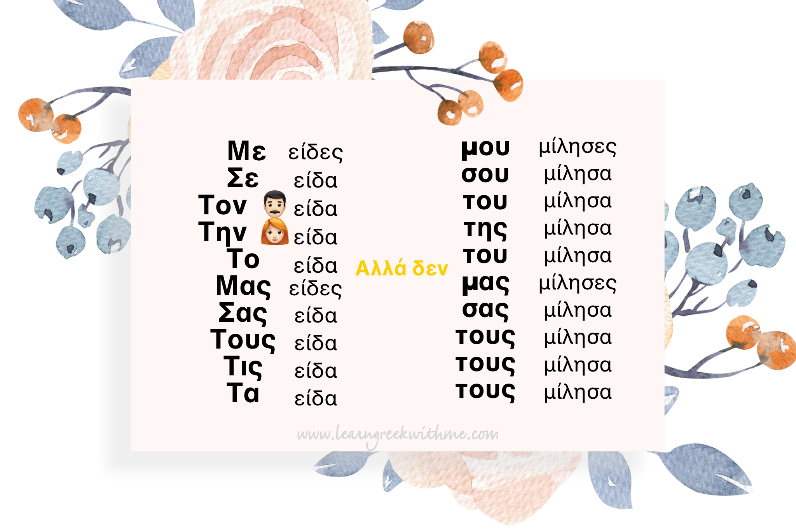 Με είδες μου μίλησες
Σε είδα σου μίλησα
Τον είδα του μίλησα
Την είδα της μίλησα
Το είδα Αλλά δεν του μίλησα
Μας είδες μας μίλησες
Σας είδα σας μίλησα
Τους είδα τους μίλησα
Τις είδα τους μίλησα
Τα είδα τους μίλησα
www.learngreekwithme.com